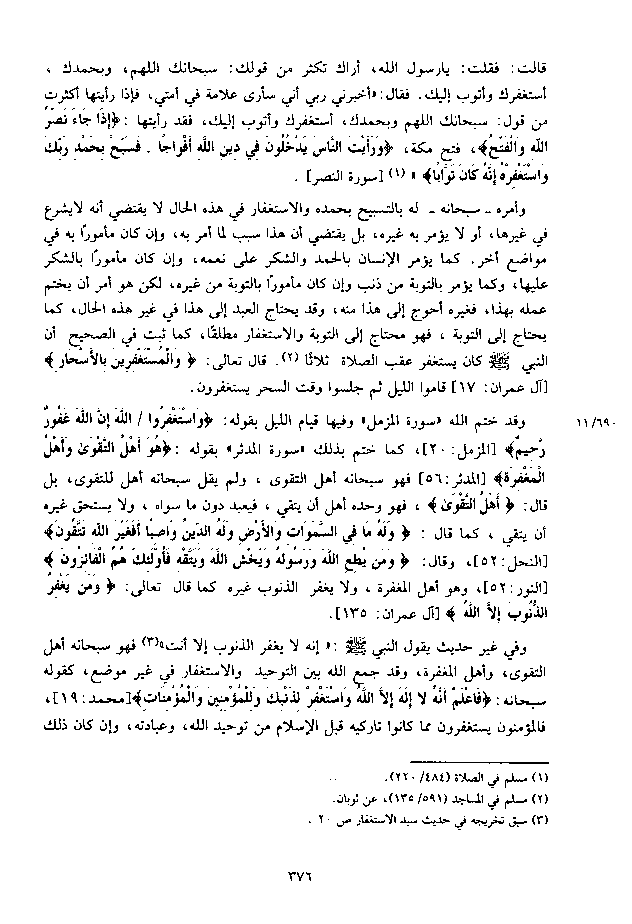 قالت: فقلت: يارسول الله، أراك تكثر من قولك: سبحانك اللهم، وبحمدك ،
أستغفرك وأتوب إليك. فقال: «أخبرني ربي أني سأرى علامة في أمتي، فإذا رأيتها أكثرت
من قول: سبحانك اللهم وبحمدك، أستغفرك وأتوب إليك، فقد رأيتها :﴿إِذَا جَاءَ نَصْرُ
اللَّهِ وَالْفَتْحُ﴾، فتح مكة، ﴿وَرَأَيْتَ النَّاسَ يَدْخُلُونَ فِي دِينِ اللَّهِ أَفْوَاجًا . فَسَبِّحْ بِحَمْدِ رَبِّكَ
وَاسْتَغْفِرْهُ إِنَّهُ كَانَ تَوَّابًا﴾ » (١) [سورة النصر] .
وأمره ـ سبحانه ـ له بالتسبيح بحمده والاستغفار في هذه الحال لا يقتضي أنه لايشرع
في غيرها، أو لا يؤمر به غيره، بل يقتضي أن هذا سبب لما أمر به، وإن كان مأمورًا به في
مواضع أخر. كما يؤمر الإنسان بالحمد والشكر على نعمه، وإن كان مأمورًا بالشكر
عليها، وكما يؤمر بالتوبة من ذنب وإن كان مأمورًا بالتوبة من غيره، لكن هو أمر أن يختم
عمله بهذا، فغيره أحوج إلى هذا منه، وقد يحتاج العبد إلى هذا في غير هذه الحال، كما
يحتاج إلى التوبة ، فهو محتاج إلى التوبة والاستغفار مطلقًا، كما ثبت في الصحيح أن
النبي ﷺ كان يستغفر عقب الصلاة ثلاثًا (٢). قال تعالى: ﴿ وَالْمُسْتَغْفِرِينَ بِالأَسْحَارِ ﴾
[آل عمران: ١٧] قاموا الليل ثم جلسوا وقت السحر يستغفرون.
١١/٦٩٠ وقد ختم الله «سورة المزمل» وفيها قيام الليل بقوله: ﴿وَاسْتَغْفِرُوا / اللَّهَ إِنَّ اللَّهَ غَفُورٌ
رَّحِيمٌ﴾ [المزمل: ٢٠]، كما ختم بذلك «سورة المدثر» بقوله :﴿هُوَ أَهْلُ التَّقْوَىٰ وَأَهْلُ
الْمَغْفِرَةِ﴾ [المدثر:٥٦] فهو سبحانه أهل التقوى ، ولم يقل سبحانه أهل للتقوى، بل
قال: ﴿ أَهْلُ التَّقْوَىٰ ﴾ ، فهو وحده أهل أن يتقي ، فيعبد دون ما سواه ، ولا يستحق غيره
أن يتقي ، كما قال : ﴿ وَلَهُ مَا فِي السَّمَوَاتِ وَالأَرْضِ وَلَهُ الدِّينُ وَاصِبًا أَفَغَيْرَ اللَّهِ تَتَّقُونَ﴾
[النحل:٥٢]، وقال: ﴿ وَمَن يُطِعِ اللَّهَ وَرَسُولَهُ وَيَخْشَ اللَّهَ وَيَتَّقْهِ فَأُولَئِكَ هُمُ الْفَائِزُونَ ﴾
[النور:٥٢]، وهو أهل المغفرة ، ولا يغفر الذنوب غيره كما قال تعالى: ﴿ وَمَن يَغْفِرُ
الذُّنُوبَ إِلاَّ اللَّهُ ﴾ [آل عمران: ١٣٥].
وفي غير حديث يقول النبي ﷺ :« إنه لا يغفر الذنوب إلا أنت»(٣) فهو سبحانه أهل
التقوى، وأهل المغفرة، وقد جمع الله بين التوحيد والاستغفار في غير موضع، كقوله
سبحانه: ﴿فَاعْلَمْ أَنَّهُ لا إِلَهَ إِلاَّ اللَّهُ وَاسْتَغْفِرْ لِذَنْبِكَ وَلِلْمُؤْمِنِينَ وَالْمُؤْمِنَاتِ﴾[محمد:١٩]،
فالمؤمنون يستغفرون مما كانوا تاركيه قبل الإسلام من توحيد الله، وعبادته، وإن كان ذلك
(١) مسلم في الصلاة (٤٨٤/ ٢٢٠).
(٢) مسلم في المساجد (٥٩١/ ١٣٥)، عن ثوبان.
(٣) سبق تخريجه في حديث سيد الاستغفار ص ٢٠ .
٣٧٦